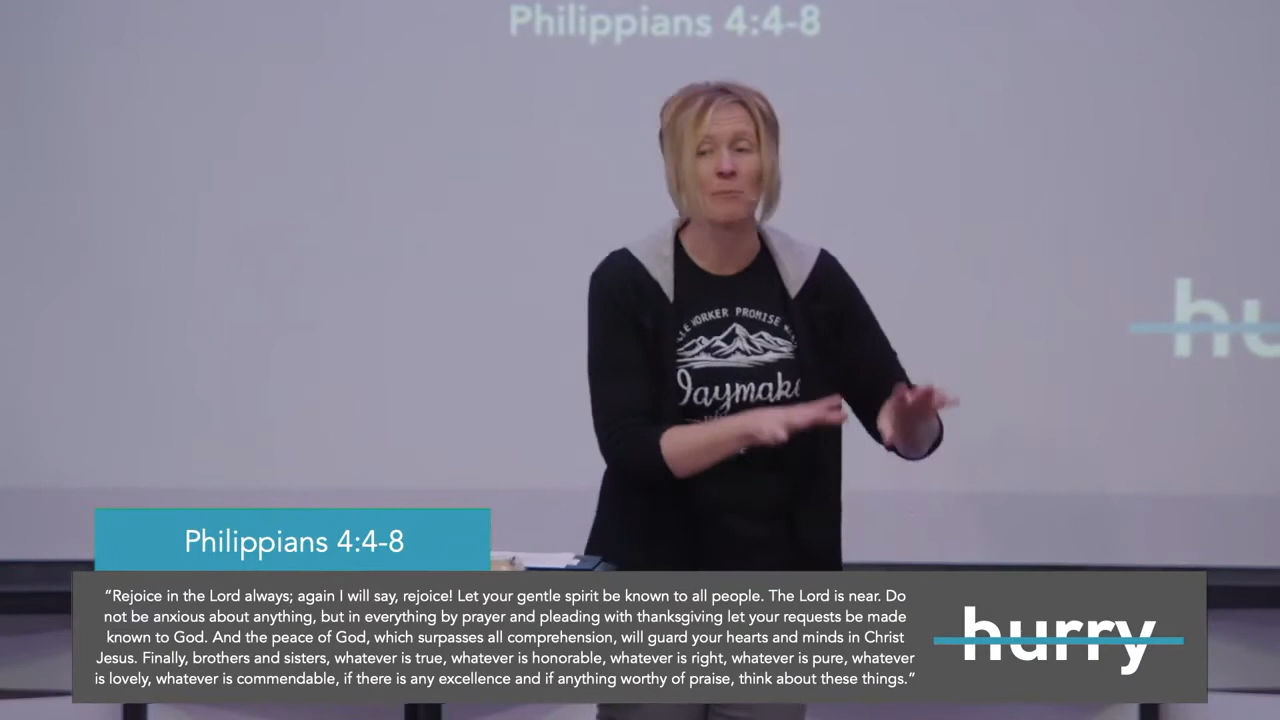 Philippians 4:4-8
WORKER PROMISE
hu
Philippians 4:4-8
“Rejoice in the Lord always; again I will say, rejoice! Let your gentle spirit be known to all people. The Lord is near. Do
not be anxious about anything, but in everything by prayer and pleading with thanksgiving let your requests be made
known to God. And the peace of God, which surpasses all comprehension, will guard your hearts and minds in Christ
Jesus. Finally, brothers and sisters, whatever is true, whatever is honorable, whatever is right, whatever is pure, whatever
is lovely, whatever is commendable, if there is any excellence and if anything worthy of praise, think about these things.”
hurry